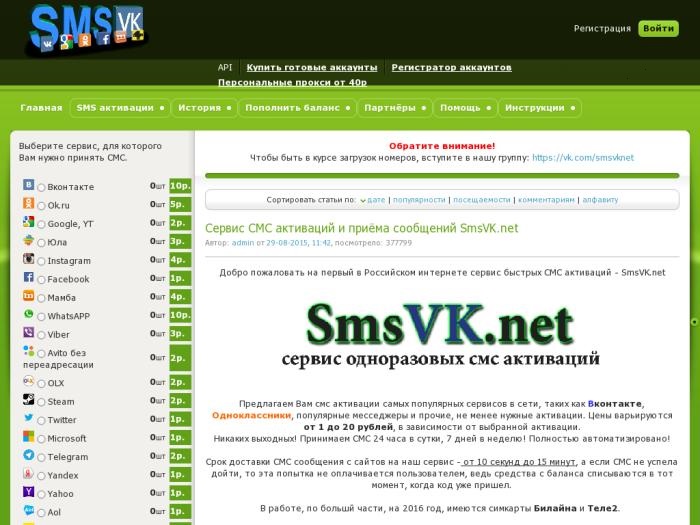 SMS VK
Регистрация
Войти
API
Купить готовые аккаунты
Регистратор аккаунтов
Персональные прокси от 40р
Главная
SMS активации
История
Пополнить баланс
Партнёры
Помощь
Инструкции
Выберите сервис, для которого
Вам нужно принять СМС.
Вконтакте 0шт 10р.
Ok.ru 0шт 5р.
Google, YT 0шт 2р.
Юла 0шт 3р.
Instagram 0шт 4р.
Facebook 0шт 1р.
Мамба 0шт 4р.
WhatsAPP 0шт 10р.
Viber 0шт 3р.
Avito без
переадресации 0шт 2р.
OLX 0шт 2р.
Steam 0шт 2р.
Twitter 0шт 1р.
Microsoft 0шт 1р.
Telegram 0шт 2р.
Yandex 0шт 1р.
Yahoo 0шт 1р.
Aol 0шт 1р.
Обратите внимание!
Чтобы быть в курсе загрузок номеров, вступите в нашу группу: https://vk.com/smsvknet
Сортировать статьи по: дате | популярности | посещаемости | комментариям | алфавиту
Сервис СМС активаций и приёма сообщений SmsVK.net
Автор: admin от 29-08-2015, 11:42, посмотрело: 377799
Добро пожаловать на первый в Российском интернете сервис быстрых СМС активаций - SmsVK.net
SmsVK.net
сервис одноразовых смс активаций
Предлагаем Вам смс активации самых популярных сервисов в сети, таких как Вконтакте,
Одноклассники, популярные месседжеры и прочие, не менее нужные активации. Цены варьируются
от 1 до 20 рублей, в зависимости от выбранной активации.
Никаких выходных! Принимаем СМС 24 часа в сутки, 7 дней в неделю! Полностью автоматизировано!
Срок доставки СМС сообщения с сайтов на наш сервис - от 10 секунд до 15 минут, а если СМС не успела
дойти, то эта попытка не оплачивается пользователем, ведь средства с баланса списываются в тот
момент, когда код уже пришел.
В работе, по большй части, на 2016 год, имеются симкарты Билайна и Теле2.